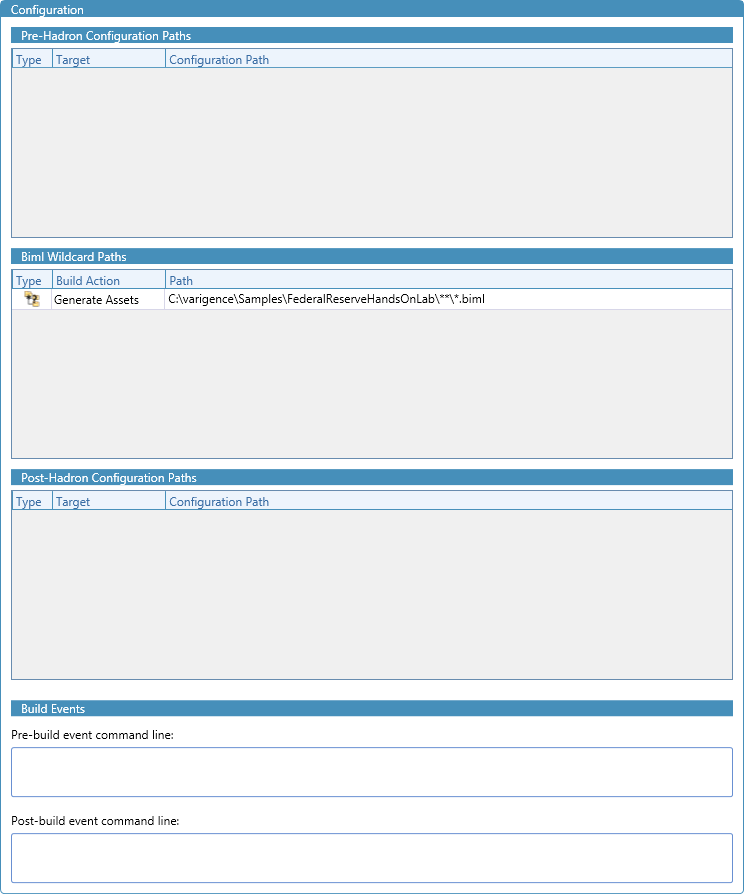 Configuration
Pre-Hadron Configuration Paths
Type Target Configuration Path
Biml Wildcard Paths
Type Build Action Path
Generate Assets C:\varigence\Samples\FederalReserveHandsOnLab\**\*.biml
Post-Hadron Configuration Paths
Type Target Configuration Path
Build Events
Pre-build event command line:
Post-build event command line: